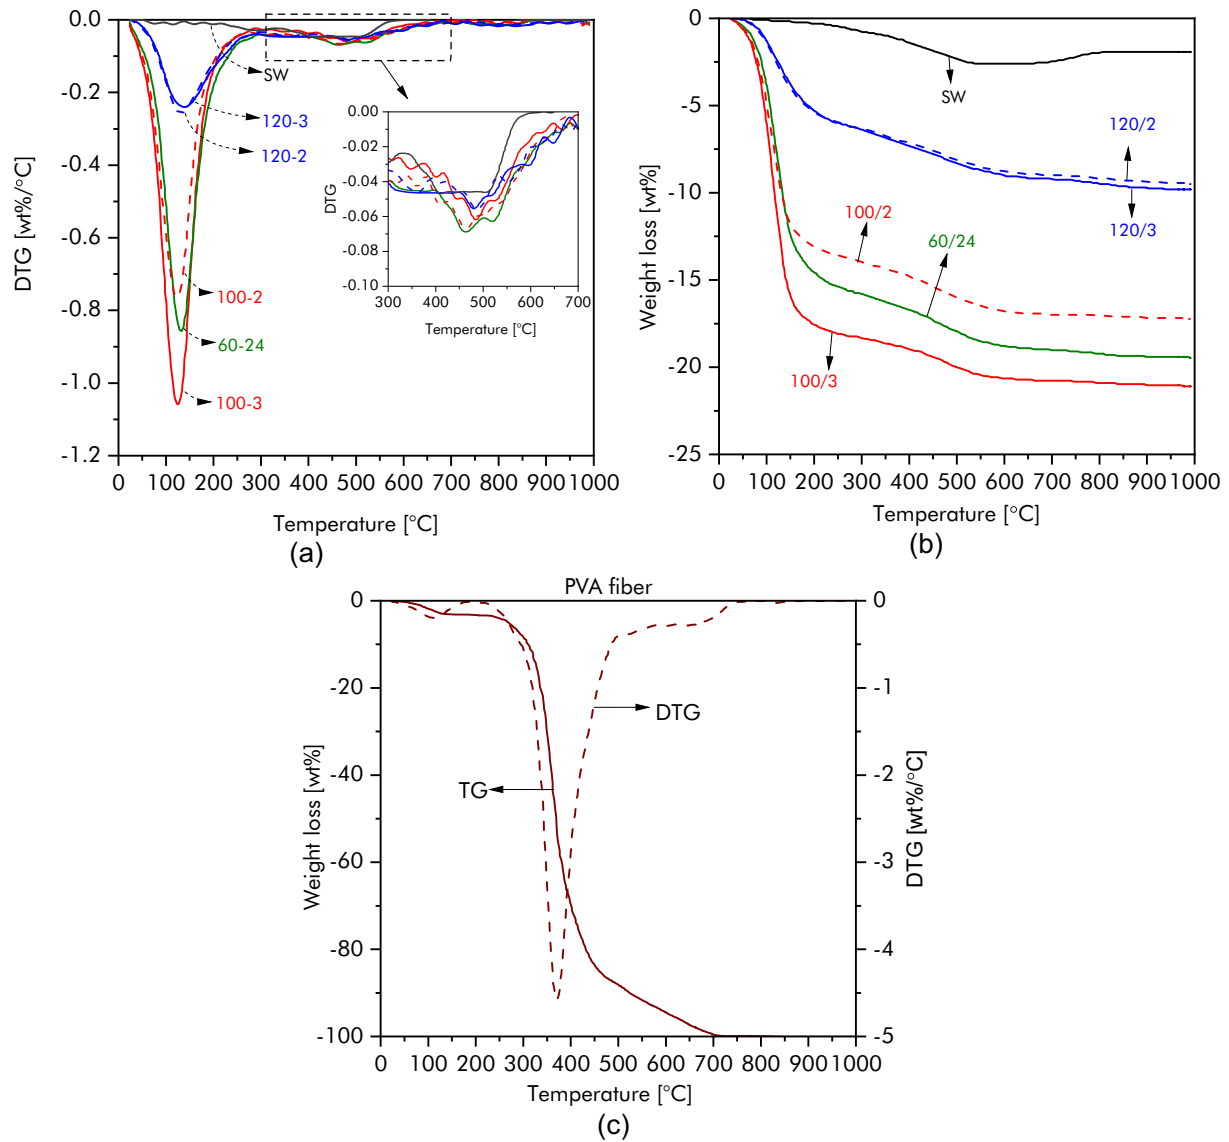 0.0
-0.2
-0.4
-0.6
-0.8
-1.0
-1.2
DTG [wt%/°C]
0 100 200 300 400 500 600 700 800 900 1000
Temperature [°C]
SW
120-3
120-2
100-2
60-24
100-3
0.00
-0.02
-0.04
-0.06
-0.08
-0.10
DTG
300 400 500 600 700
Temperature [°C]
(a)
0
-5
-10
-15
-20
-25
Weight loss [wt%]
0 100 200 300 400 500 600 700 800 900 1000
Temperature [°C]
SW
120/2
120/3
100/2
60/24
100/3
(b)
PVA fiber
0
-20
-40
-60
-80
-100
Weight loss [wt%]
0
-1
-2
-3
-4
-5
DTG [wt%/°C]
DTG
TG
0 100 200 300 400 500 600 700 800 900 1000
Temperature [°C]
(c)